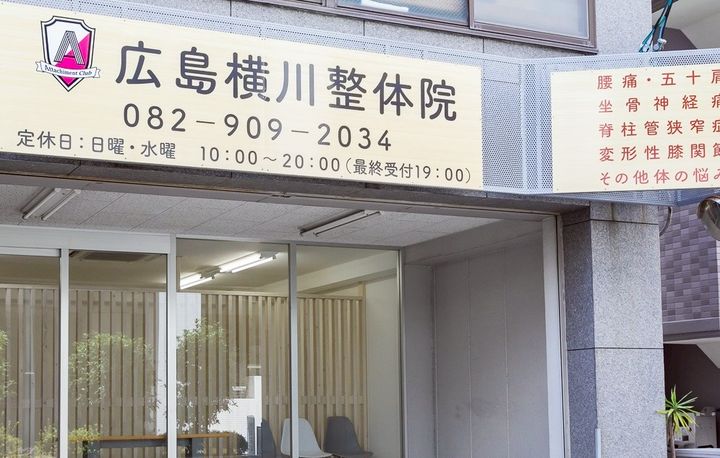 A
Attachment Club
広島横川整体院
082-909-2034
定休日：日曜・水曜　10:00～20:00（最終受付19:00）
腰痛・五十肩
坐骨神経痛
脊柱管狭窄症
変形性膝関節
その他体の悩み